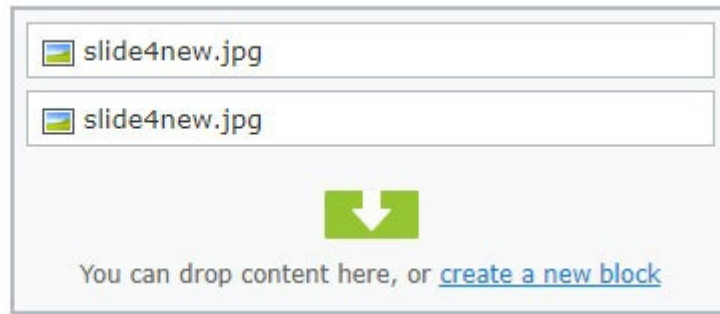 slide4new.jpg
slide4new.jpg
You can drop content here, or create a new block